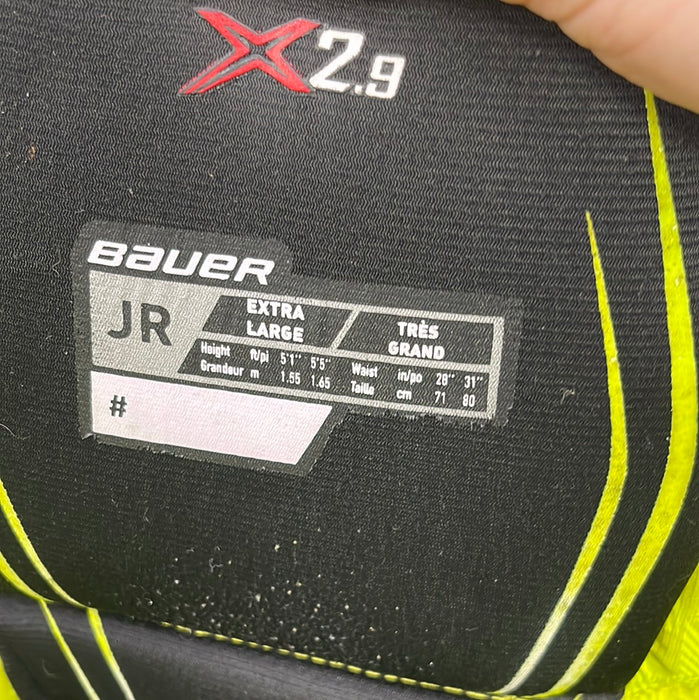 X2.9
BAUER
JR
EXTRA LARGE
TRÈS GRAND
Height ft/pi 5'1" 5'5" Waist in/po 28" 31"
Grandeur m 1.55 1.65 Taille cm 71 80
#